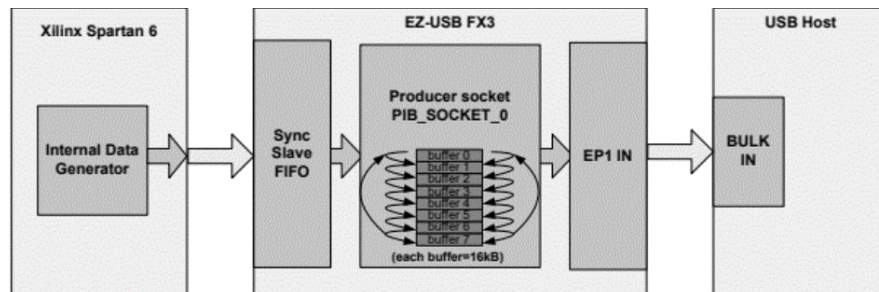 Xilinx Spartan 6
EZ-USB FX3
USB Host
Internal Data
Generator
Sync
Slave
FIFO
Producer socket
PIB_SOCKET_0
buffer 0
buffer 1
buffer 2
buffer 3
buffer 4
buffer 5
buffer 6
buffer 7
(each buffer=16kB)
EP1 IN
BULK
IN